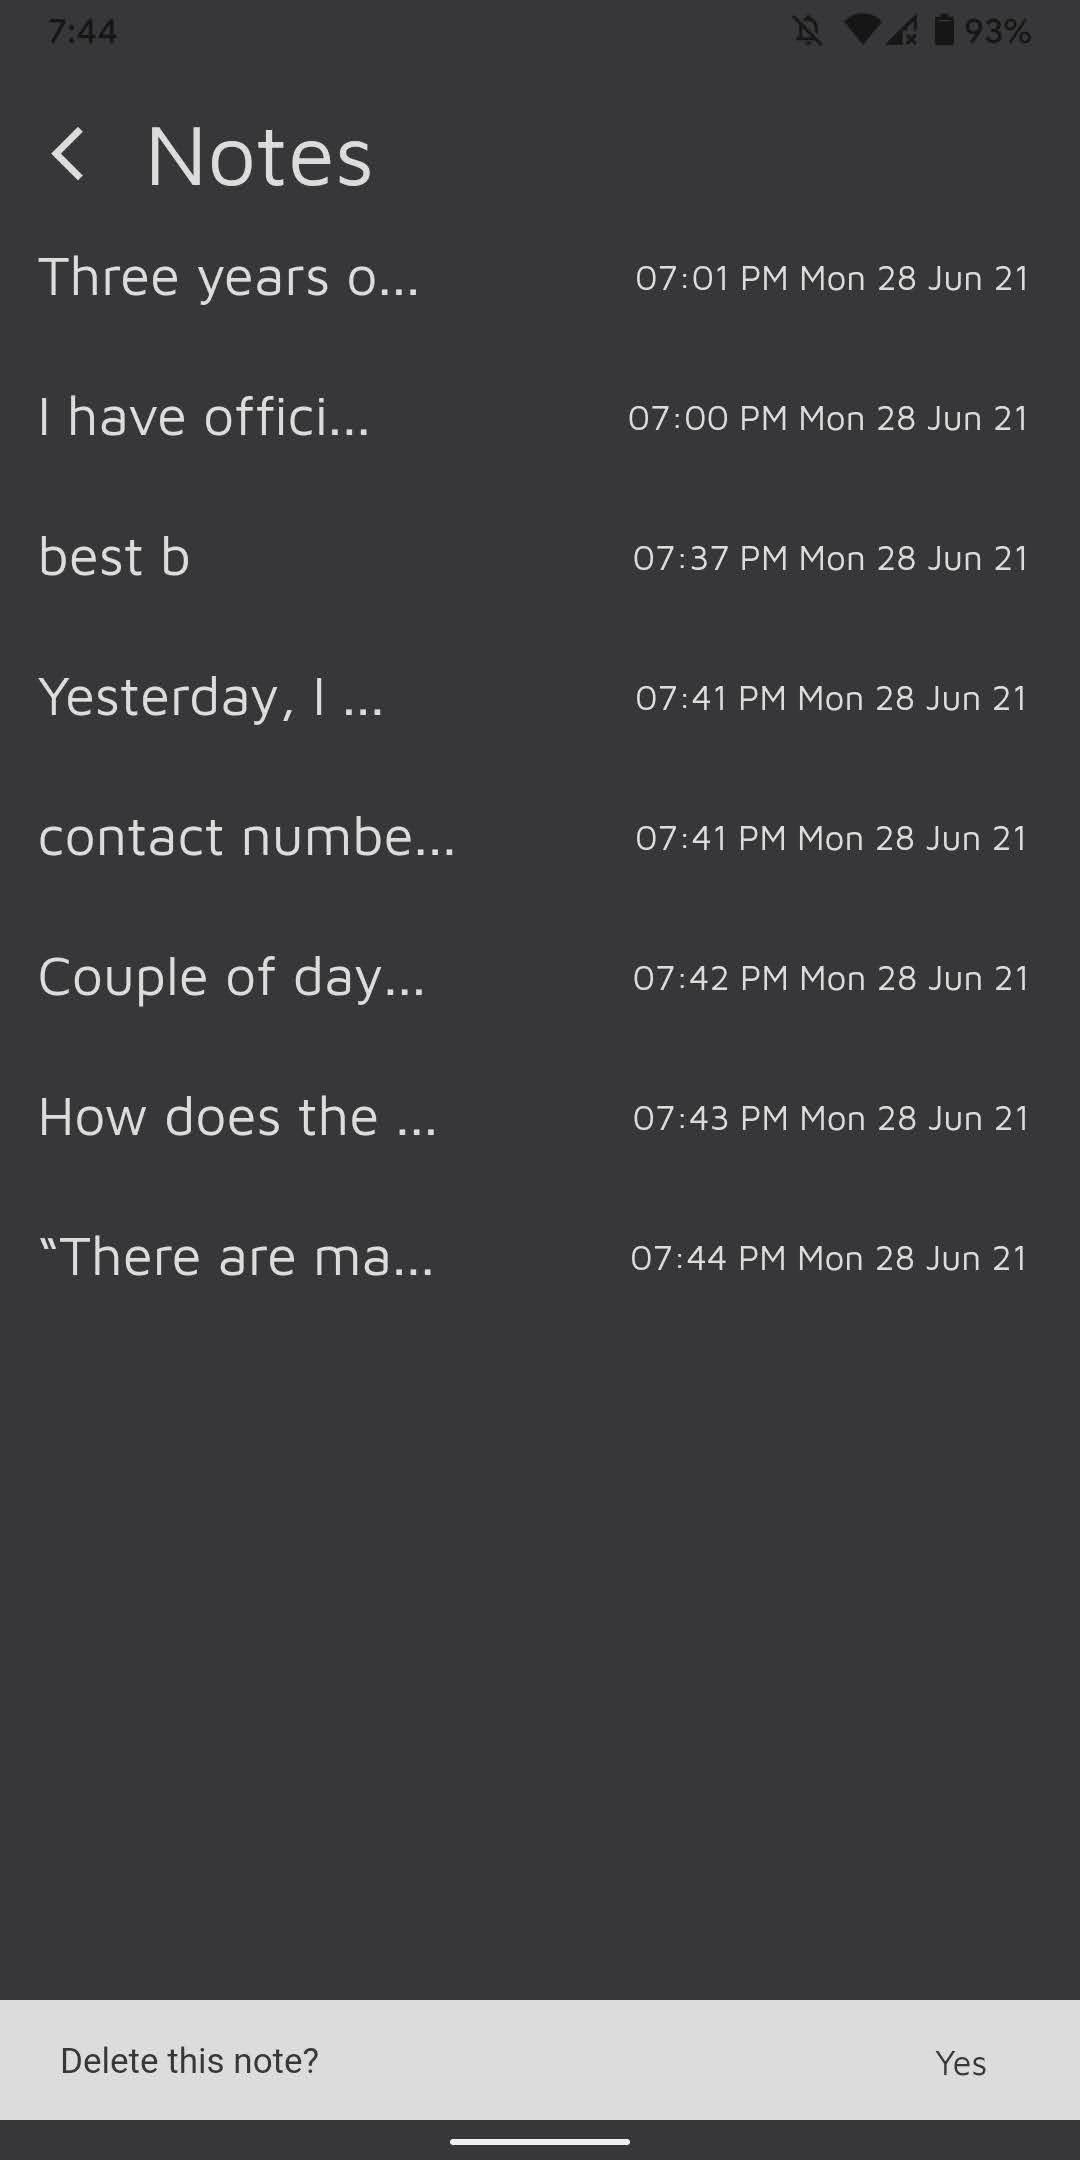 7:44 93%
Notes
Three years o... 07:01 PM Mon 28 Jun 21
I have offici... 07:00 PM Mon 28 Jun 21
best b 07:37 PM Mon 28 Jun 21
Yesterday, I ... 07:41 PM Mon 28 Jun 21
contact numbe... 07:41 PM Mon 28 Jun 21
Couple of day... 07:42 PM Mon 28 Jun 21
How does the ... 07:43 PM Mon 28 Jun 21
“There are ma... 07:44 PM Mon 28 Jun 21
Delete this note? Yes